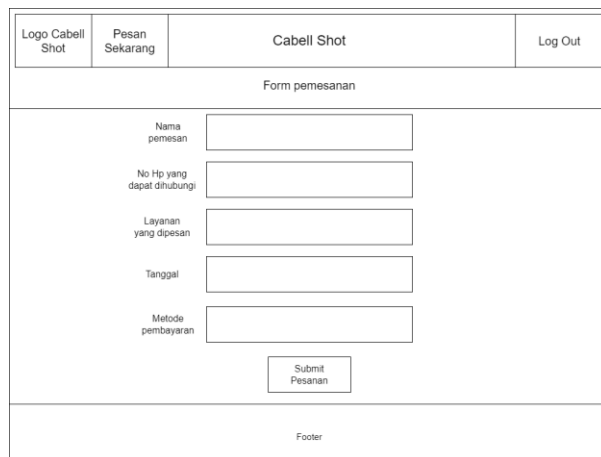 Logo Cabell
Shot
Pesan
Sekarang
Cabell Shot
Log Out
Form pemesanan
Nama
pemesan
No Hp yang
dapat dihubungi
Layanan
yang dipesan
Tanggal
Metode
pembayaran
Submit
Pesanan
Footer